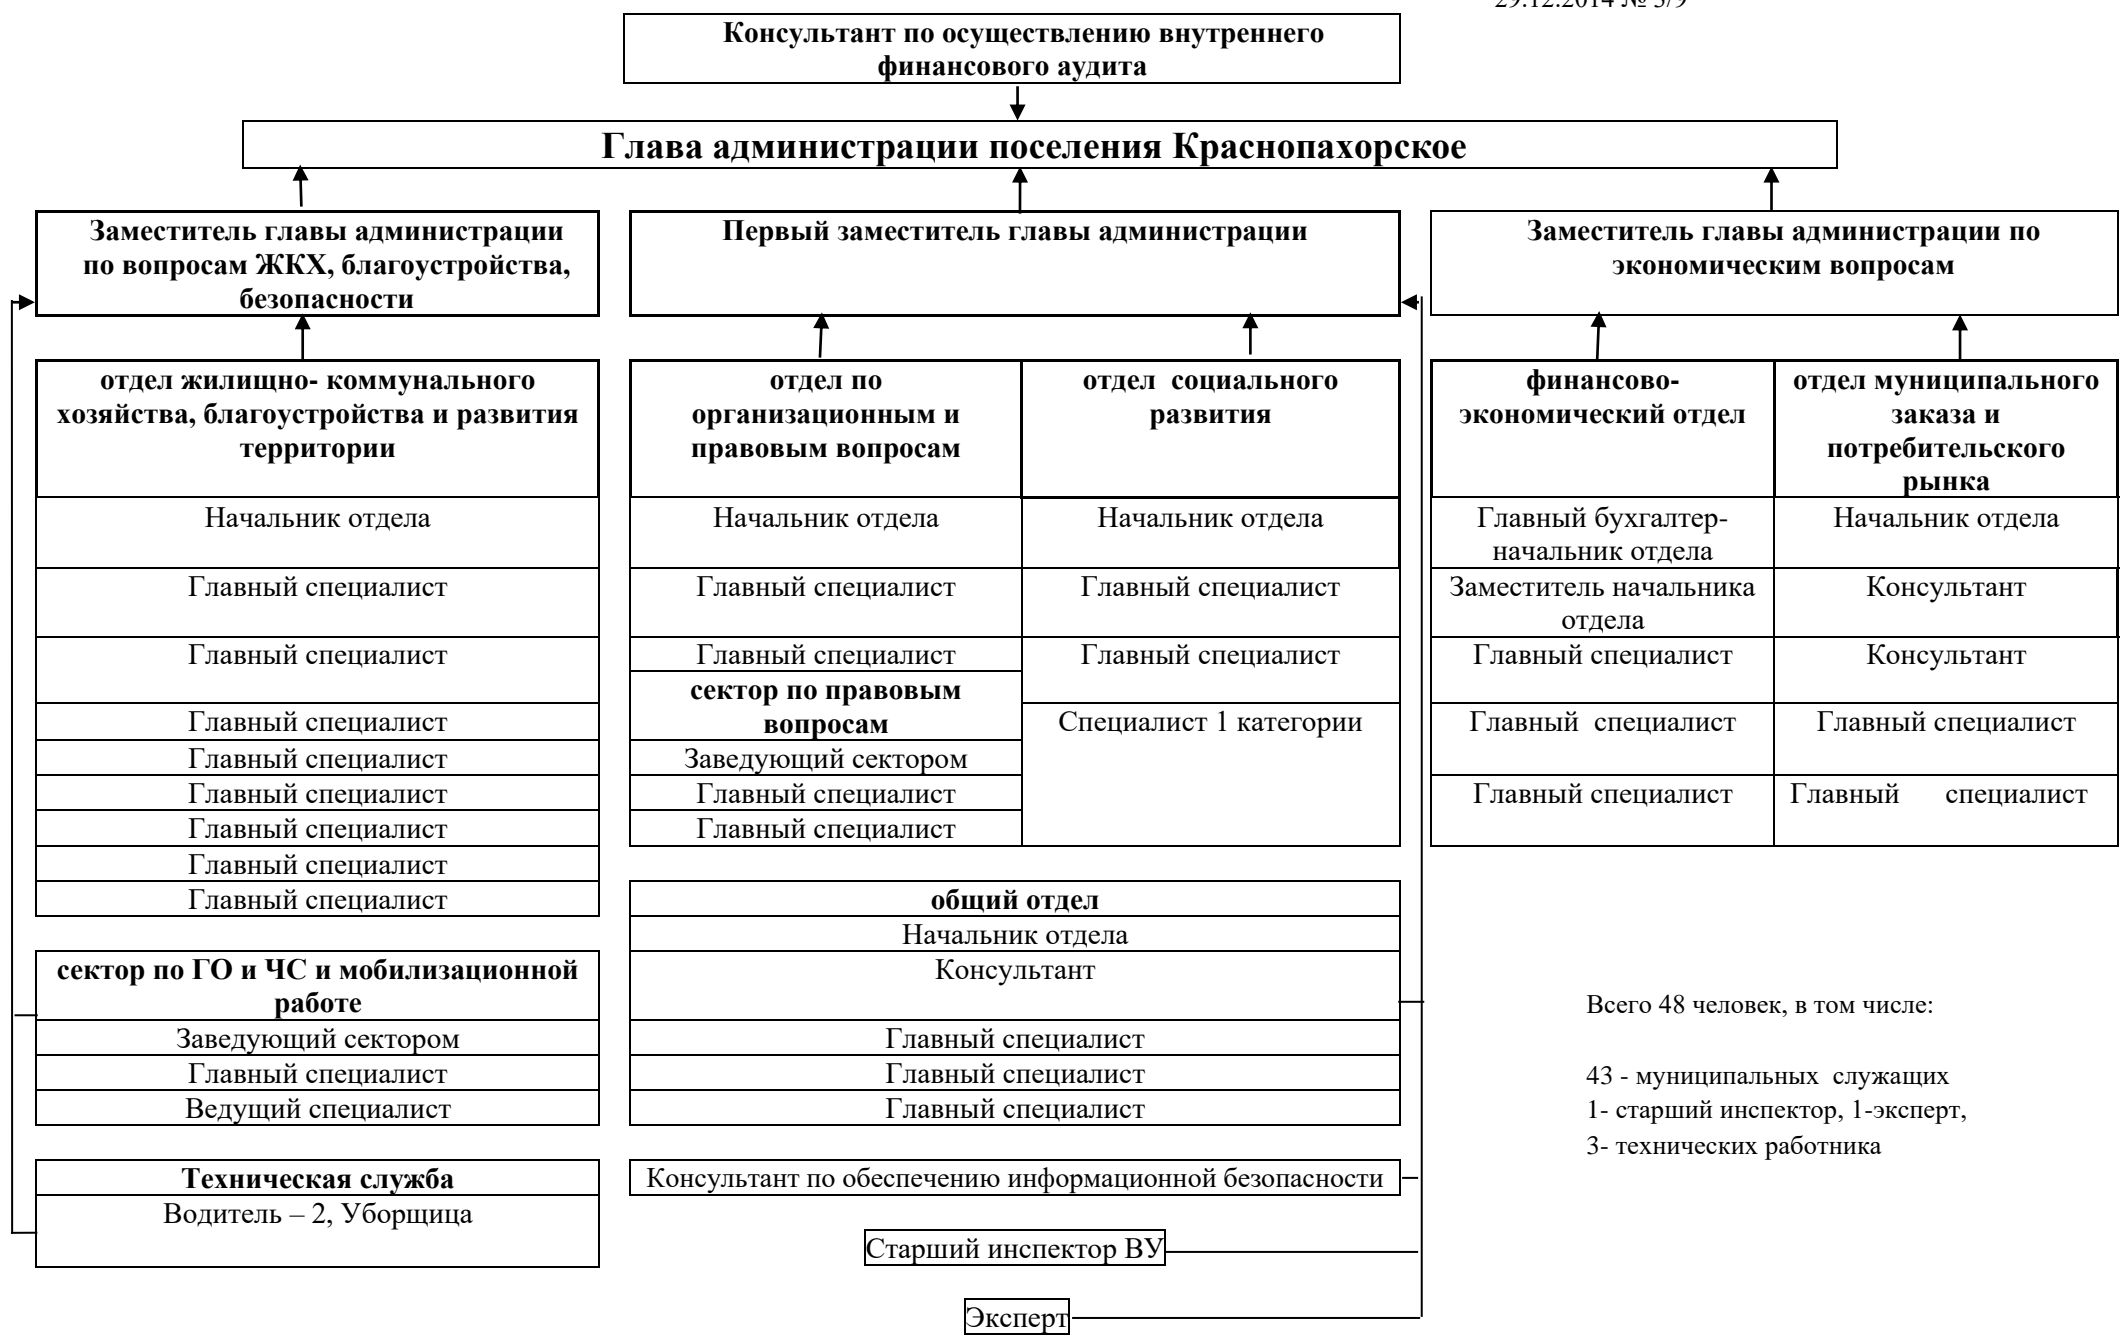 29.12.2014 № 5/9
Консультант по осуществлению внутреннего
финансового аудита
Глава администрации поселения Краснопахорское
Заместитель главы администрации
по вопросам ЖКХ, благоустройства,
безопасности
Первый заместитель главы администрации
Заместитель главы администрации по
экономическим вопросам
отдел жилищно- коммунального
хозяйства, благоустройства и развития
территории
Начальник отдела
Главный специалист
Главный специалист
Главный специалист
Главный специалист
Главный специалист
Главный специалист
Главный специалист
Главный специалист
сектор по ГО и ЧС и мобилизационной
работе
Заведующий сектором
Главный специалист
Ведущий специалист
Техническая служба
Водитель – 2, Уборщица
отдел по
организационным и
правовым вопросам
Начальник отдела
Главный специалист
Главный специалист
сектор по правовым
вопросам
Заведующий сектором
Главный специалист
Главный специалист
отдел социального
развития
Начальник отдела
Главный специалист
Главный специалист
Специалист 1 категории
общий отдел
Начальник отдела
Консультант
Главный специалист
Главный специалист
Главный специалист
Консультант по обеспечению информационной безопасности
Старший инспектор ВУ
Эксперт
финансово-
экономический отдел
Главный бухгалтер-
начальник отдела
Заместитель начальника
отдела
Главный специалист
Главный специалист
Главный специалист
отдел муниципального
заказа и
потребительского
рынка
Начальник отдела
Консультант
Консультант
Главный специалист
Главный специалист
Всего 48 человек, в том числе:
43 - муниципальных служащих
1- старший инспектор, 1-эксперт,
3- технических работника